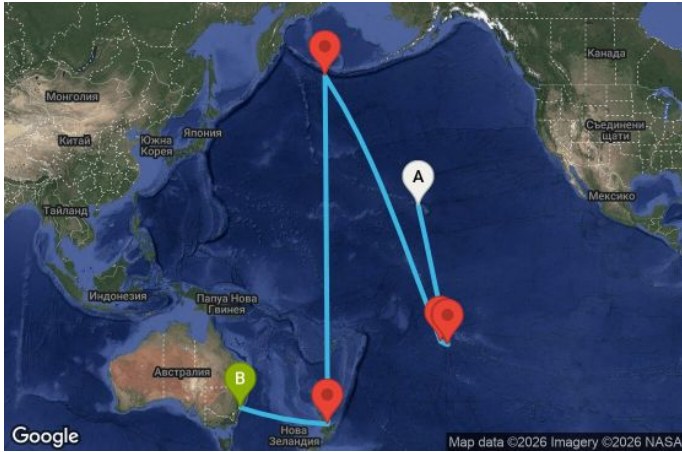 Канада
Монголия
Съединени
щати
Китай
Южна
Корея
Япония
A
Мексико
Тайланд
Индонезия
Папуа Нова
Гвинея
Австралия
B
Нова
Зеландия
Google
Map data ©2026 Imagery ©2026 NASA